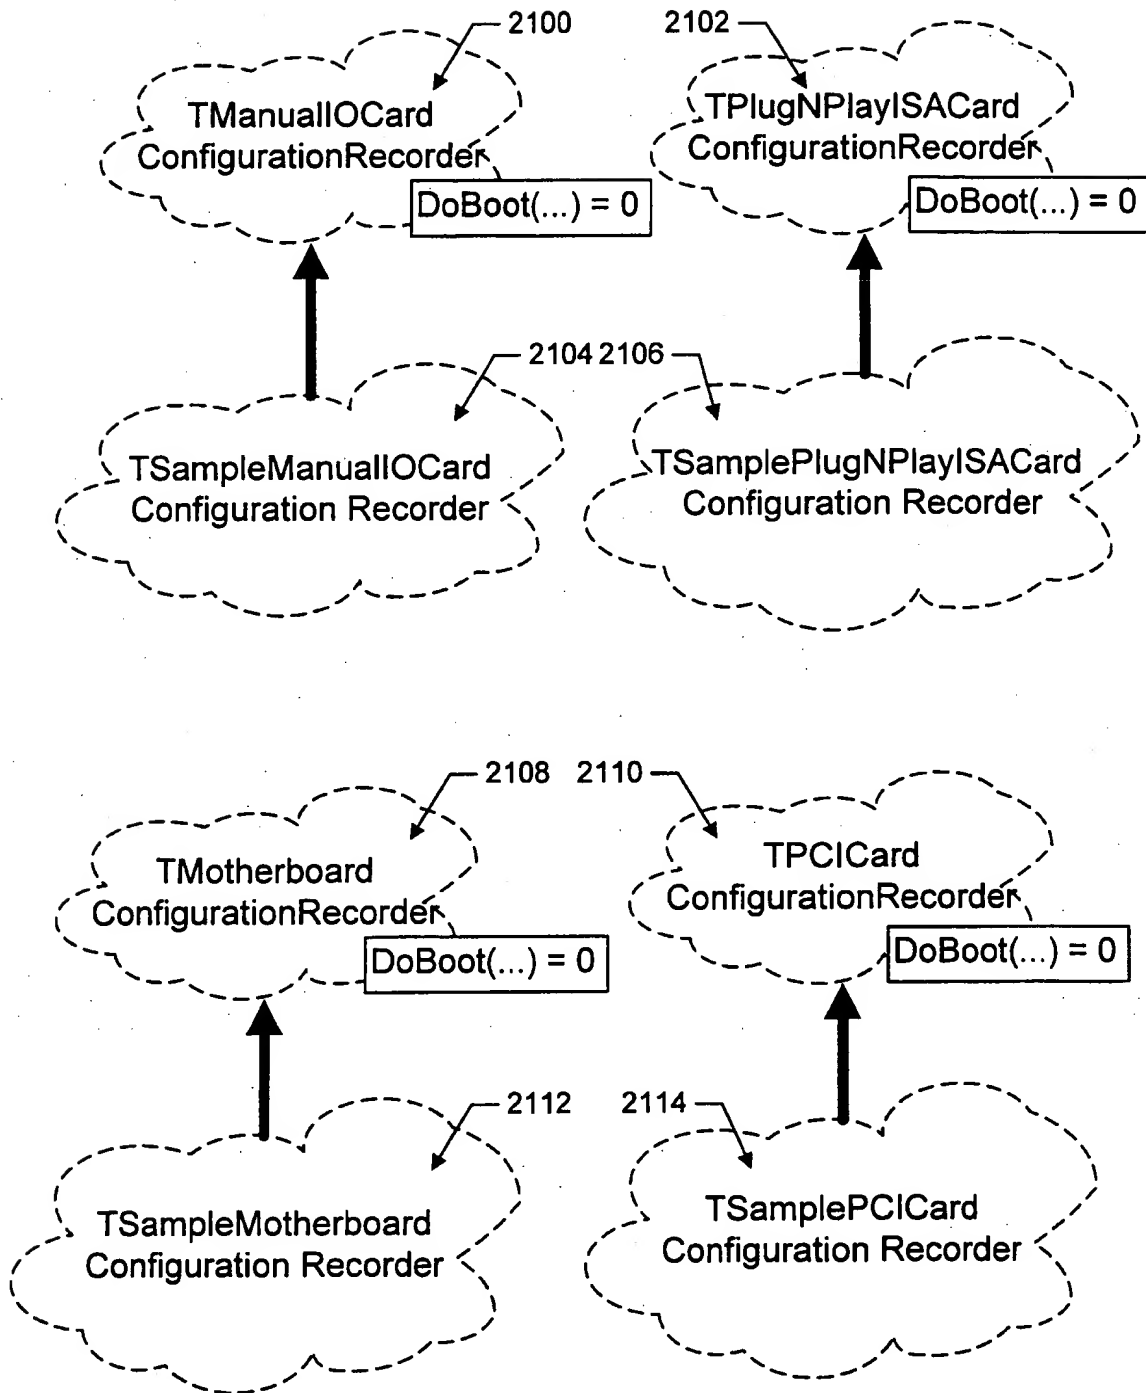 2100
2102
TManualIOCard
ConfigurationRecorder
DoBoot(...) = 0
TPlugNPlayISACard
ConfigurationRecorder
DoBoot(...) = 0
2104
2106
TSampleManualIOCard
Configuration Recorder
TSamplePlugNPlayISACard
Configuration Recorder
2108
2110
TMotherboard
ConfigurationRecorder
DoBoot(...) = 0
TPCICard
ConfigurationRecorder
DoBoot(...) = 0
2112
2114
TSampleMotherboard
Configuration Recorder
TSamplePCICard
Configuration Recorder